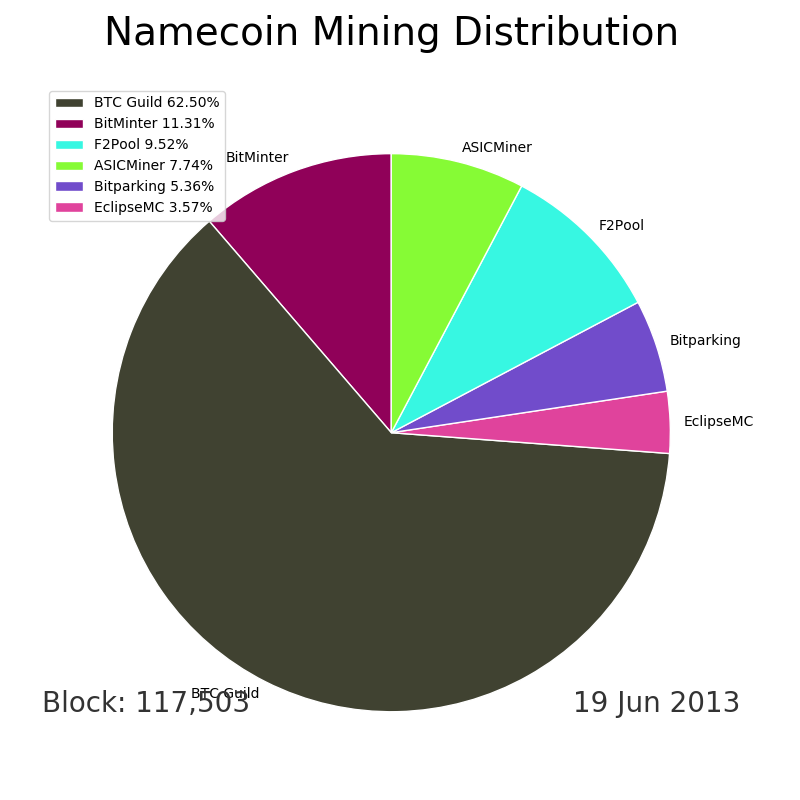 Namecoin Mining Distribution
BTC Guild 62.50%
BitMinter 11.31%
F2Pool 9.52%
ASICMiner 7.74%
Bitparking 5.36%
EclipseMC 3.57%
BitMinter
ASICMiner
F2Pool
Bitparking
EclipseMC
BTC Guild
Block: 117,503
19 Jun 2013